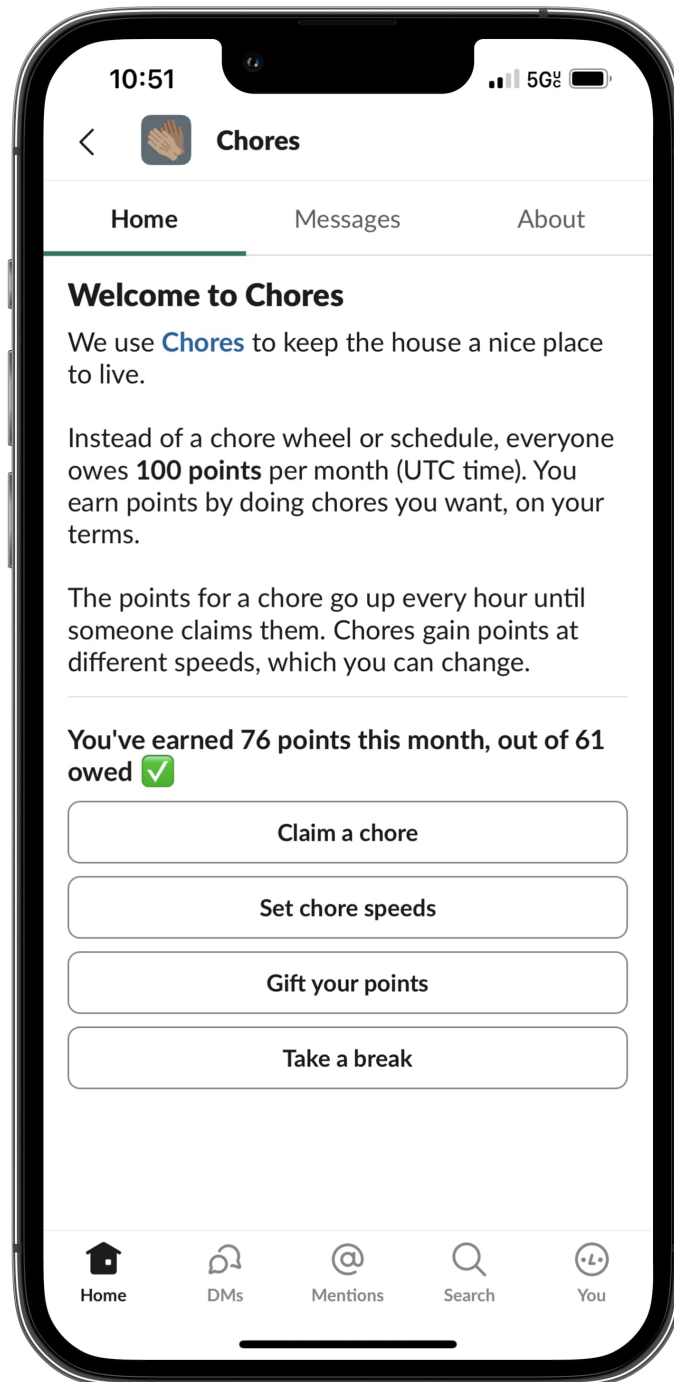 10:51
5G
Chores
Home Messages About
Welcome to Chores
We use Chores to keep the house a nice place
to live.
Instead of a chore wheel or schedule, everyone
owes 100 points per month (UTC time). You
earn points by doing chores you want, on your
terms.
The points for a chore go up every hour until
someone claims them. Chores gain points at
different speeds, which you can change.
You've earned 76 points this month, out of 61
owed ✅
Claim a chore
Set chore speeds
Gift your points
Take a break
Home DMs Mentions Search You